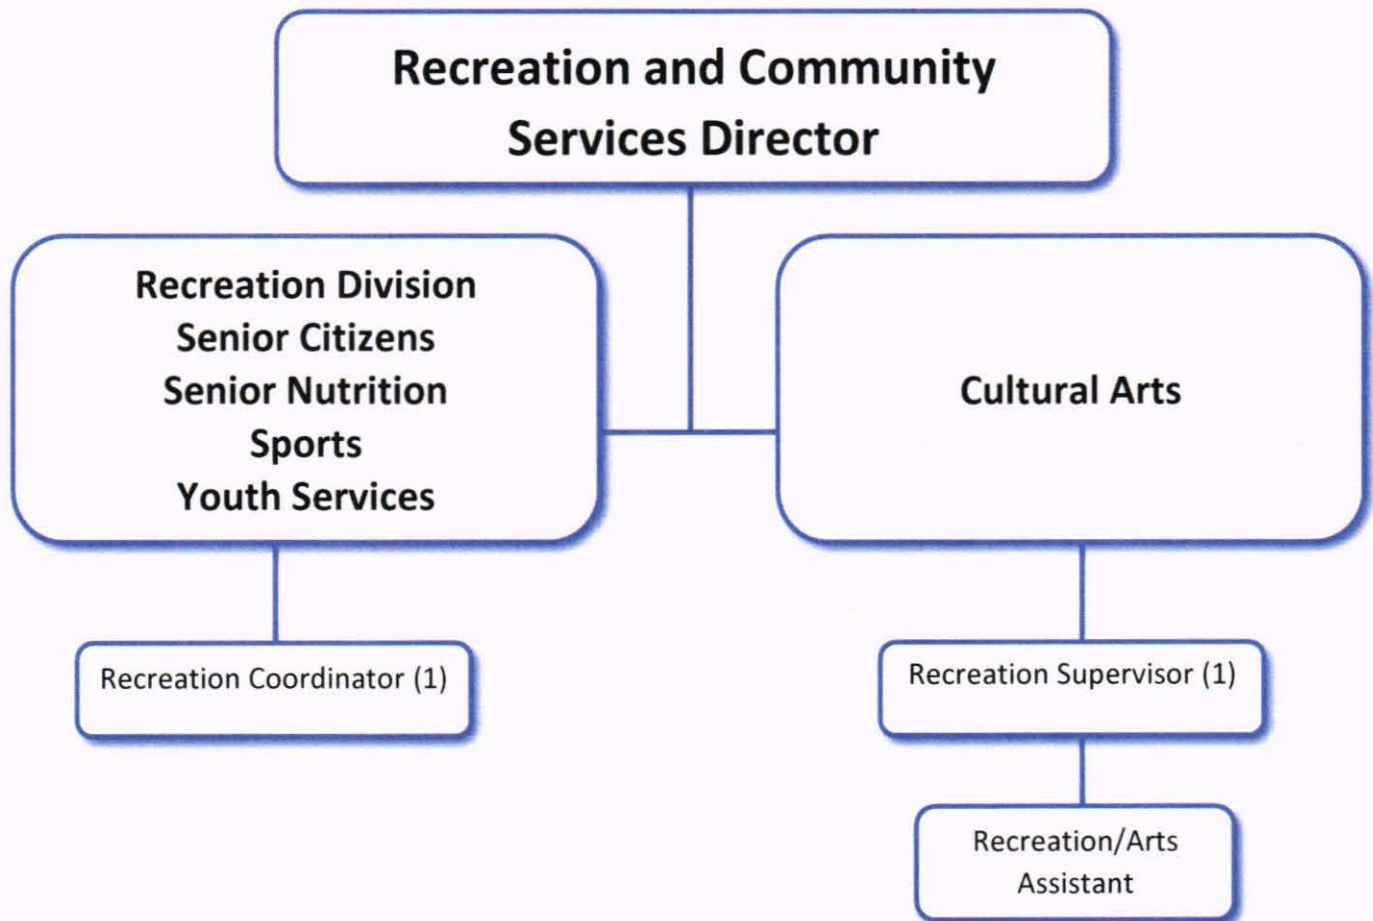 Recreation and Community
Services Director
Recreation Division
Senior Citizens
Senior Nutrition
Sports
Youth Services
Cultural Arts
Recreation Coordinator (1)
Recreation Supervisor (1)
Recreation/Arts
Assistant